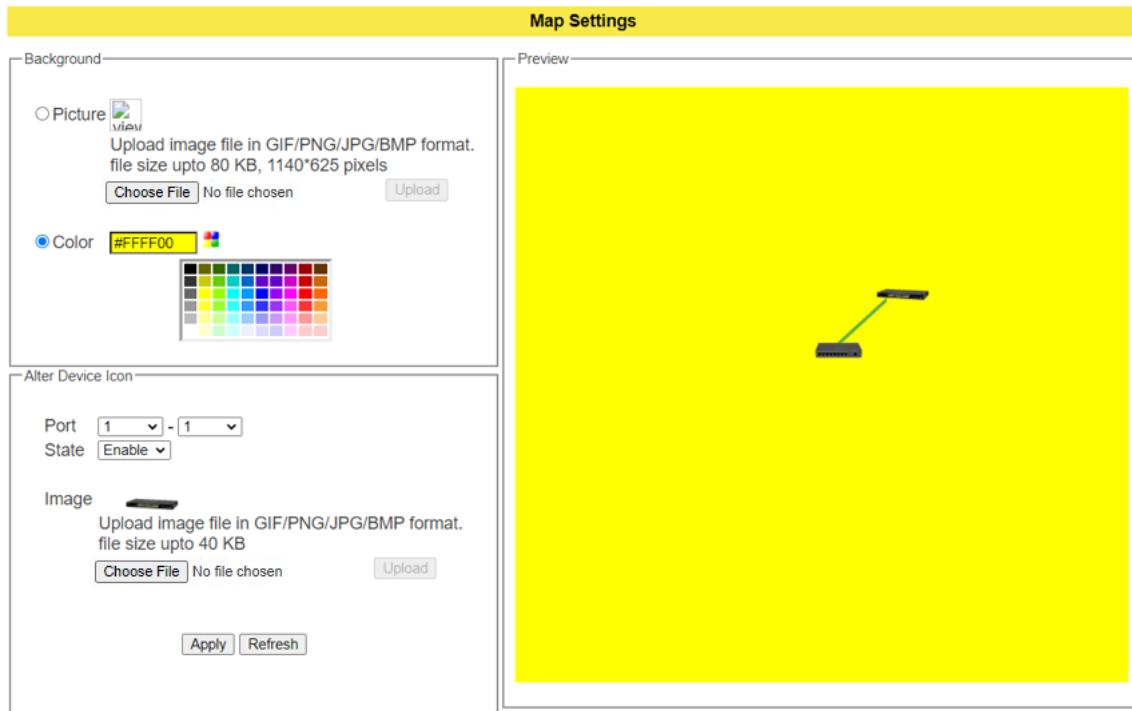 Map Settings
Background
Picture
view
Upload image file in GIF/PNG/JPG/BMP format.
file size upto 80 KB, 1140*625 pixels
Choose File No file chosen Upload
Color #FFFF00
Alter Device Icon
Port 1 - 1
State Enable
Image
Upload image file in GIF/PNG/JPG/BMP format.
file size upto 40 KB
Choose File No file chosen Upload
Apply Refresh
Preview